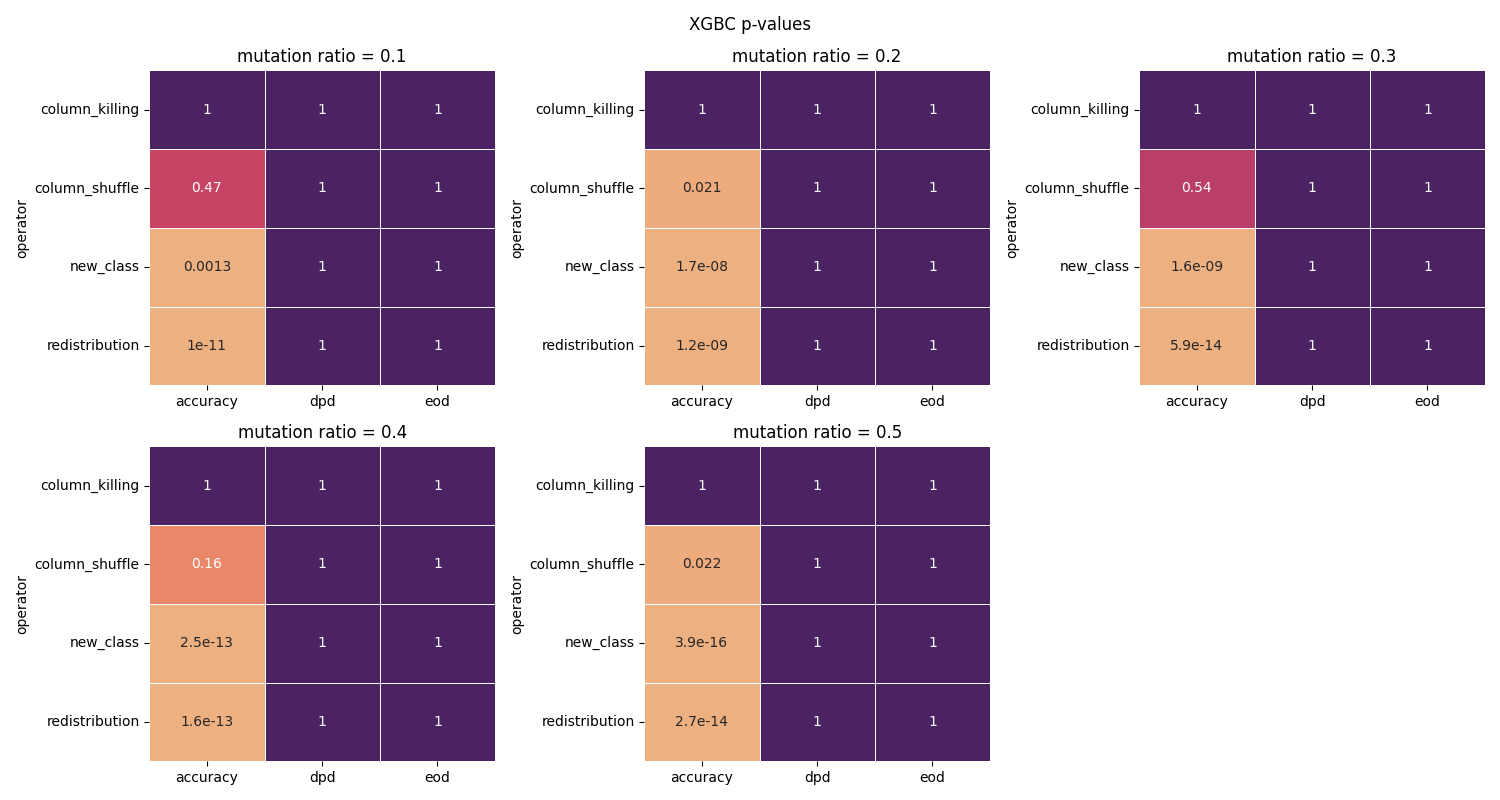 XGBC p-values
mutation ratio = 0.1
operator
column_killing 1 1 1
column_shuffle 0.47 1 1
new_class 0.0013 1 1
redistribution 1e-11 1 1
accuracy dpd eod
mutation ratio = 0.2
operator
column_killing 1 1 1
column_shuffle 0.021 1 1
new_class 1.7e-08 1 1
redistribution 1.2e-09 1 1
accuracy dpd eod
mutation ratio = 0.3
operator
column_killing 1 1 1
column_shuffle 0.54 1 1
new_class 1.6e-09 1 1
redistribution 5.9e-14 1 1
accuracy dpd eod
mutation ratio = 0.4
operator
column_killing 1 1 1
column_shuffle 0.16 1 1
new_class 2.5e-13 1 1
redistribution 1.6e-13 1 1
accuracy dpd eod
mutation ratio = 0.5
operator
column_killing 1 1 1
column_shuffle 0.022 1 1
new_class 3.9e-16 1 1
redistribution 2.7e-14 1 1
accuracy dpd eod